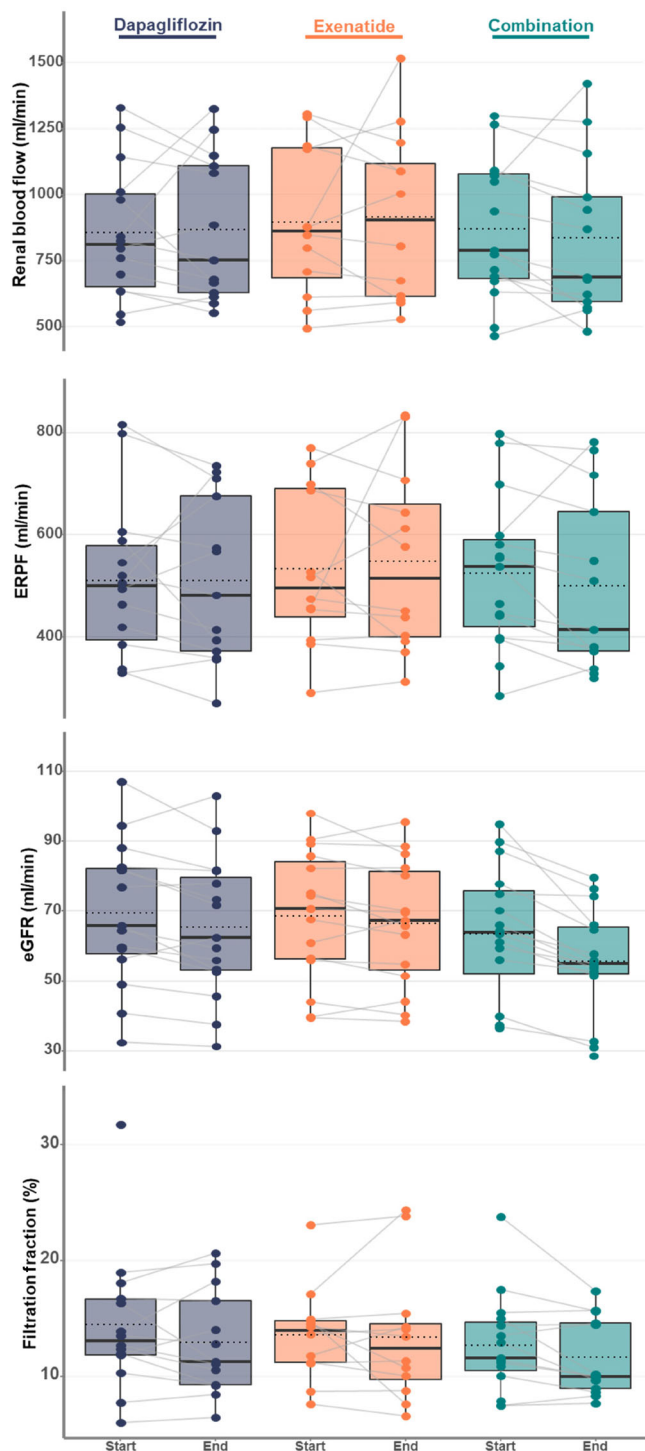 Dapagliflozin Exenatide Combination
Renal blood flow (ml/min)
1500
1250
1000
750
500
ERPF (ml/min)
800
600
400
eGFR (ml/min)
110
90
70
50
30
Filtration fraction (%)
30
20
10
Start End Start End Start End